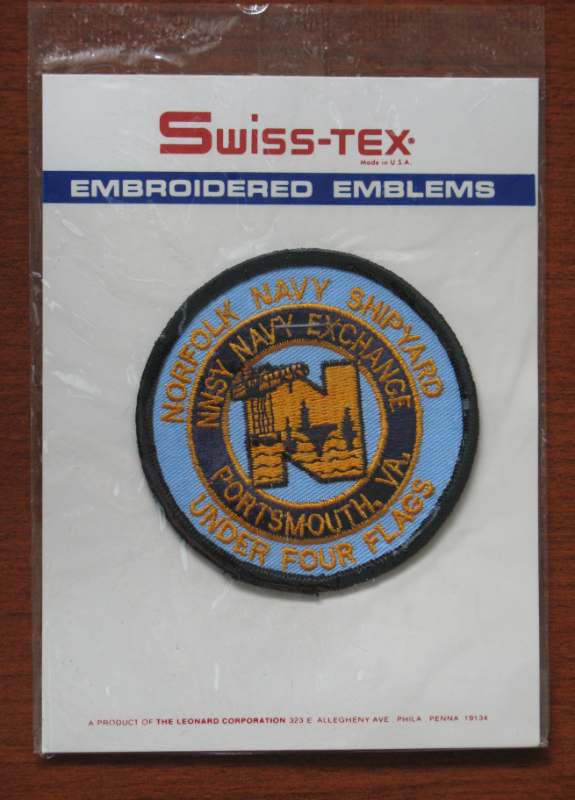 Swiss-Tex
Made in U.S.A.
EMBROIDERED EMBLEMS
NORFOLK NAVY SHIPYARD
NNSY NAVY EXCHANGE
N
PORTSMOUTH, VA.
UNDER FOUR FLAGS
A PRODUCT OF THE LEONARD CORPORATION 323 E. ALLEGHENY AVE. PHILA. PENNA 19134